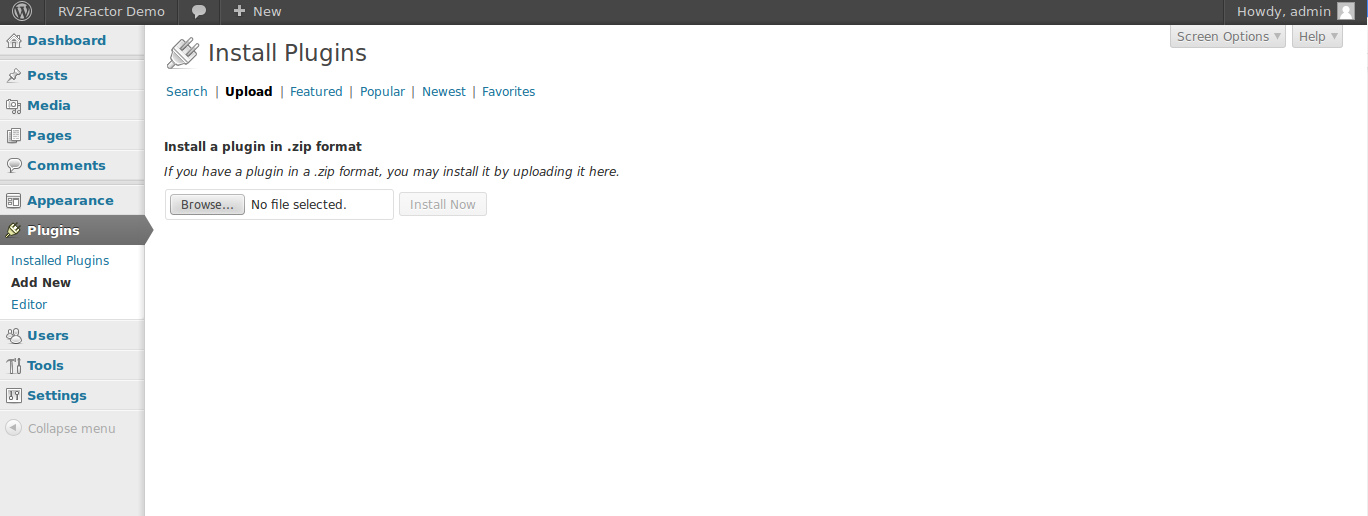 RV2Factor Demo New Howdy, admin
Screen Options Help
Dashboard
Posts
Media
Pages
Comments
Appearance
Plugins
Installed Plugins
Add New
Editor
Users
Tools
Settings
Collapse menu
Install Plugins
Search | Upload | Featured | Popular | Newest | Favorites
Install a plugin in .zip format
If you have a plugin in a .zip format, you may install it by uploading it here.
Browse... No file selected. Install Now